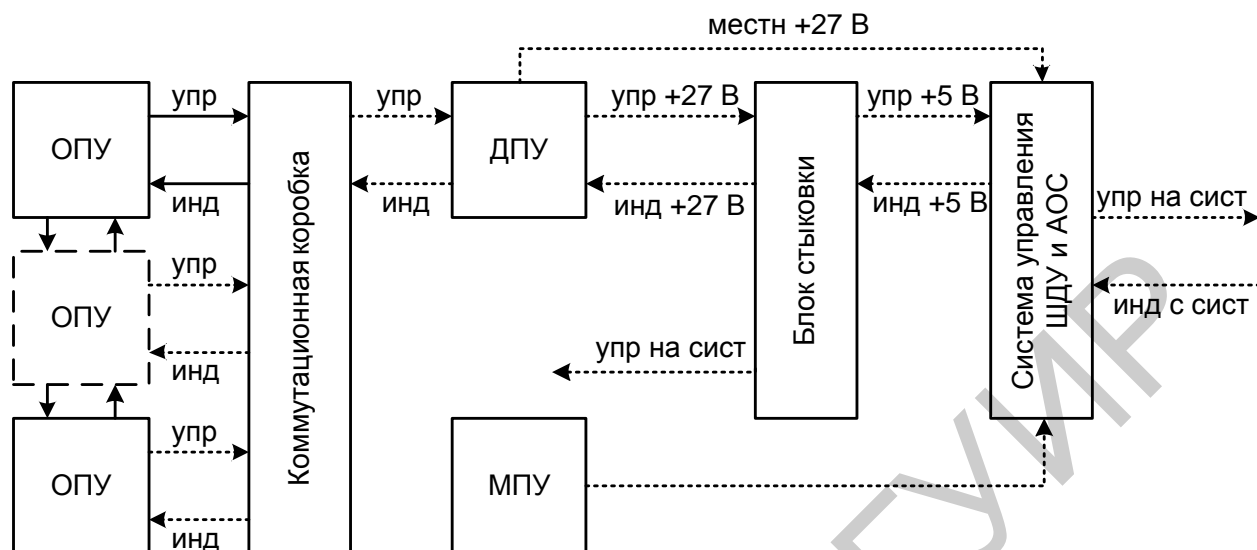 местн +27 В
упр
упр
упр +27 В
упр +5 В
ОПУ
ДПУ
инд
инд
инд +27 В
инд +5 В
Коммутационная коробка
Блок стыковки
Система управления
ШДУ и АОС
упр на сист
упр
ОПУ
инд с сист
инд
упр на сист
упр
ОПУ
МПУ
инд
ГУИР